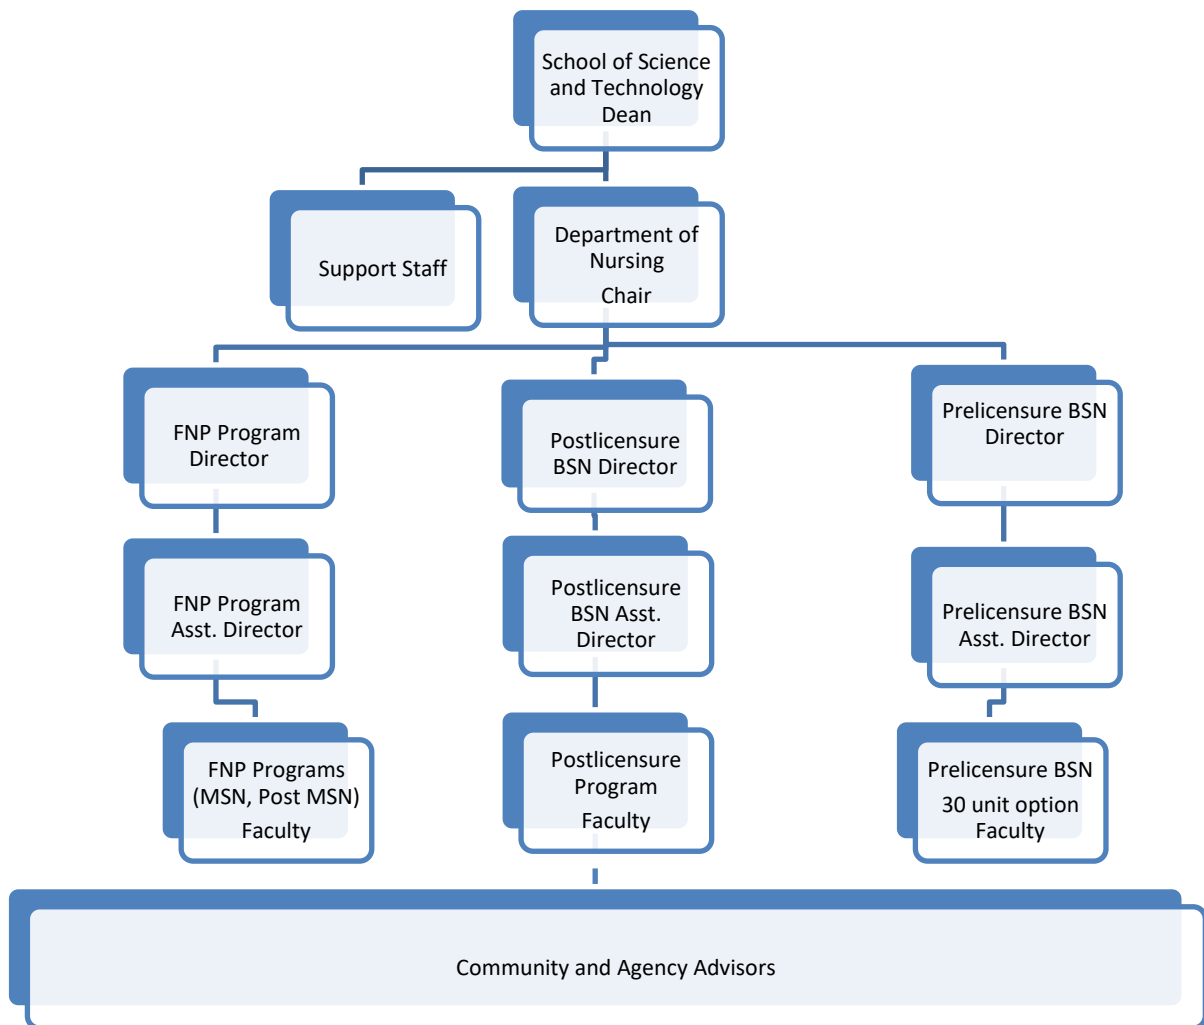 School of Science
and Technology
Dean
Support Staff
Department of
Nursing
Chair
FNP Program
Director
Postlicensure
BSN Director
Prelicensure BSN
Director
FNP Program
Asst. Director
Postlicensure
BSN Asst.
Director
Prelicensure BSN
Asst. Director
FNP Programs
(MSN, Post MSN)
Faculty
Postlicensure
Program
Faculty
Prelicensure BSN
30 unit option
Faculty
Community and Agency Advisors